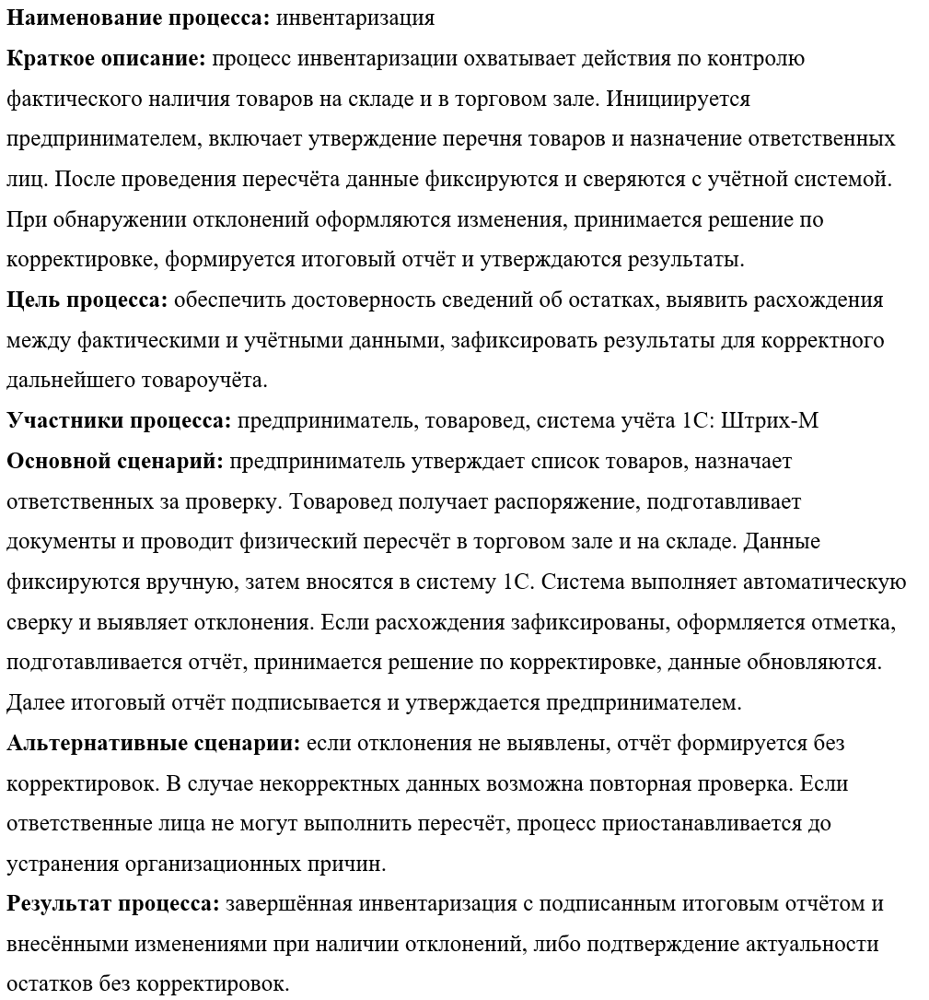 Наименование процесса: инвентаризация
Краткое описание: процесс инвентаризации охватывает действия по контролю
фактического наличия товаров на складе и в торговом зале. Инициируется
предпринимателем, включает утверждение перечня товаров и назначение ответственных
лиц. После проведения пересчёта данные фиксируются и сверяются с учётной системой.
При обнаружении отклонений оформляются изменения, принимается решение по
корректировке, формируется итоговый отчёт и утверждаются результаты.
Цель процесса: обеспечить достоверность сведений об остатках, выявить расхождения
между фактическими и учётными данными, зафиксировать результаты для корректного
дальнейшего товароучёта.
Участники процесса: предприниматель, товаровед, система учёта 1С: Штрих-М
Основной сценарий: предприниматель утверждает список товаров, назначает
ответственных за проверку. Товаровед получает распоряжение, подготавливает
документы и проводит физический пересчёт в торговом зале и на складе. Данные
фиксируются вручную, затем вносятся в систему 1С. Система выполняет автоматическую
сверку и выявляет отклонения. Если расхождения зафиксированы, оформляется отметка,
подготавливается отчёт, принимается решение по корректировке, данные обновляются.
Далее итоговый отчёт подписывается и утверждается предпринимателем.
Альтернативные сценарии: если отклонения не выявлены, отчёт формируется без
корректировок. В случае некорректных данных возможна повторная проверка. Если
ответственные лица не могут выполнить пересчёт, процесс приостанавливается до
устранения организационных причин.
Результат процесса: завершённая инвентаризация с подписанным итоговым отчётом и
внесёнными изменениями при наличии отклонений, либо подтверждение актуальности
остатков без корректировок.